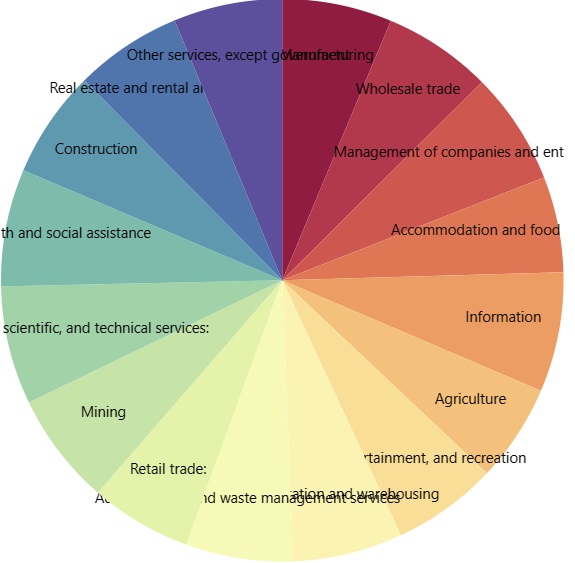 Manufacturing
Wholesale trade
Management of companies and ent
Accommodation and food
Information
Agriculture
rtainment, and recreation
ation and warehousing
nd waste management services
Retail trade:
Mining
scientific, and technical services:
th and social assistance
Construction
Real estate and rental
Other services, except government